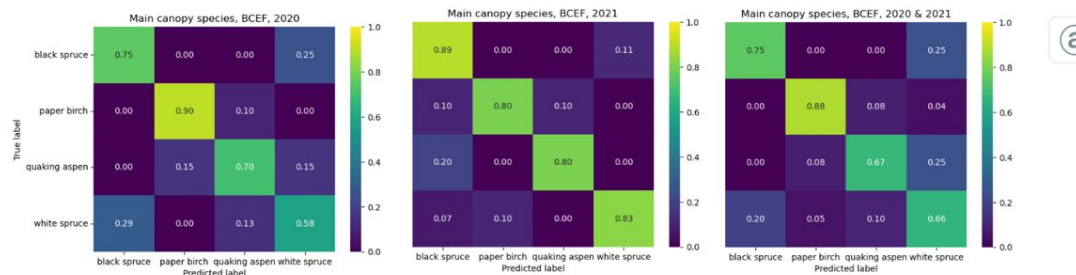 Main canopy species, BCEF, 2020
True label
black spruce
paper birch
quaking aspen
white spruce
0.75 0.00 0.00 0.25
0.00 0.90 0.10 0.00
0.00 0.15 0.70 0.15
0.29 0.00 0.13 0.58
black spruce paper birch quaking aspen white spruce
Predicted label
1.0
0.8
0.6
0.4
0.2
0.0
Main canopy species, BCEF, 2021
0.89 0.00 0.00 0.11
0.10 0.80 0.10 0.00
0.20 0.00 0.80 0.00
0.07 0.10 0.00 0.83
black spruce paper birch quaking aspen white spruce
Predicted label
1.0
0.8
0.6
0.4
0.2
0.0
Main canopy species, BCEF, 2020 & 2021
0.75 0.00 0.00 0.25
0.00 0.88 0.08 0.04
0.00 0.08 0.67 0.25
0.20 0.05 0.10 0.66
black spruce paper birch quaking aspen white spruce
Predicted label
1.0
0.8
0.6
0.4
0.2
0.0